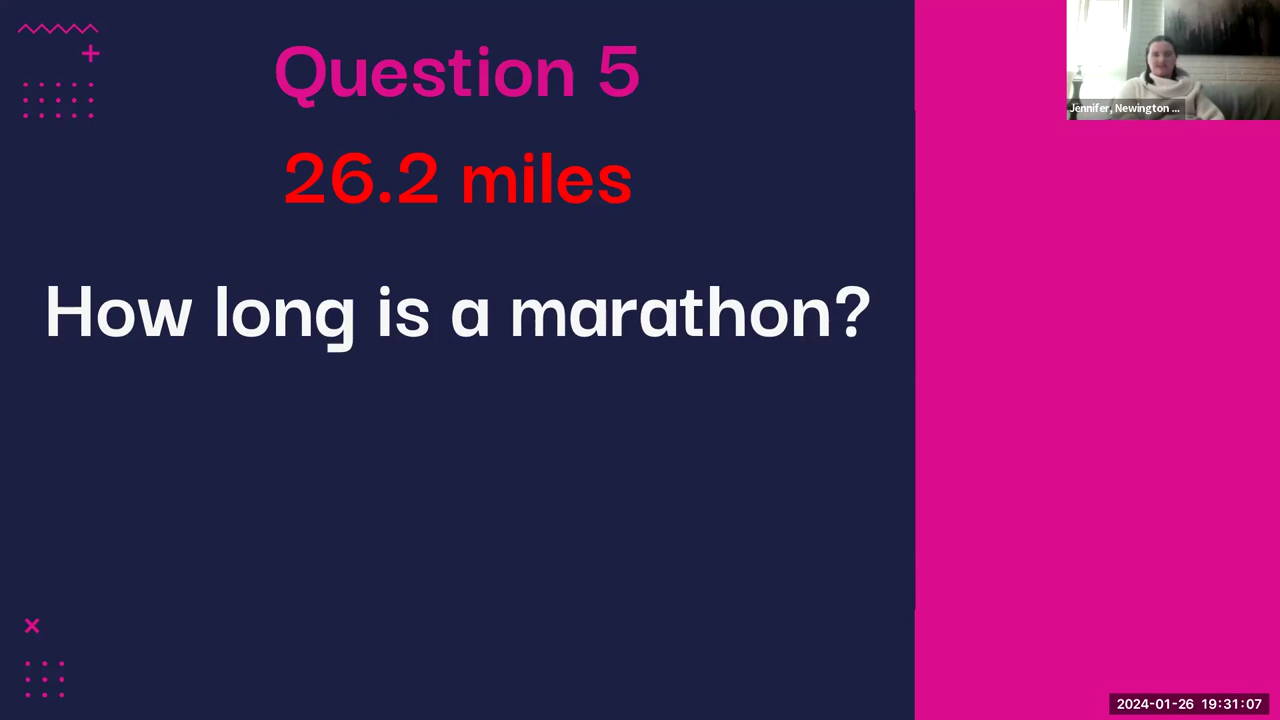 Question 5
26.2 miles
How long is a marathon?
Jennifer, Newington ...
2024-01-26 19:31:07